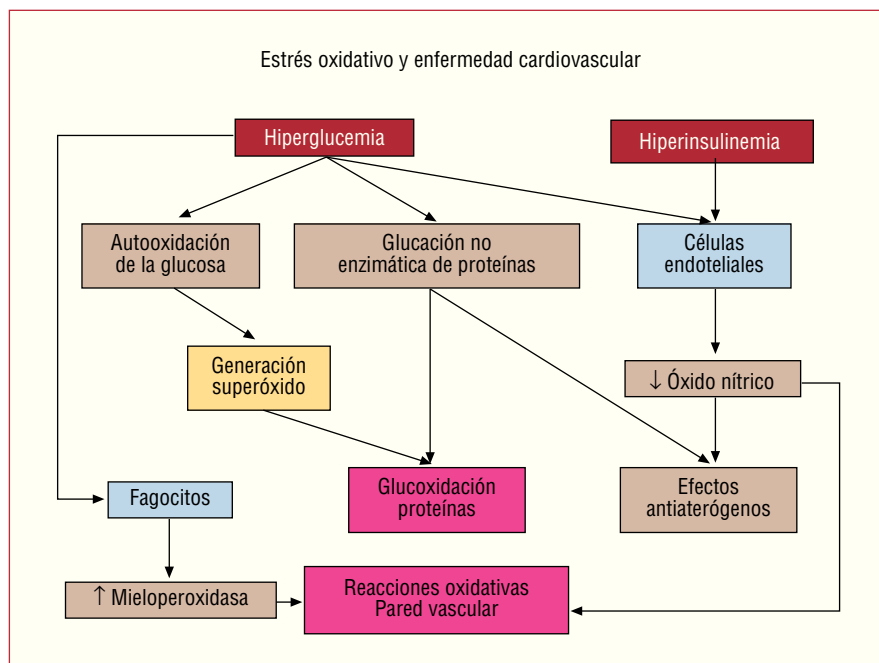 Estrés oxidativo y enfermedad cardiovascular
Hiperglucemia
Hiperinsulinemia
Autooxidación
de la glucosa
Glucación no
enzimática de proteínas
Células
endoteliales
Generación
superóxido
↓ Óxido nítrico
Fagocitos
Glucoxidación
proteínas
Efectos
antiaterógenos
↑ Mieloperoxidasa
Reacciones oxidativas
Pared vascular